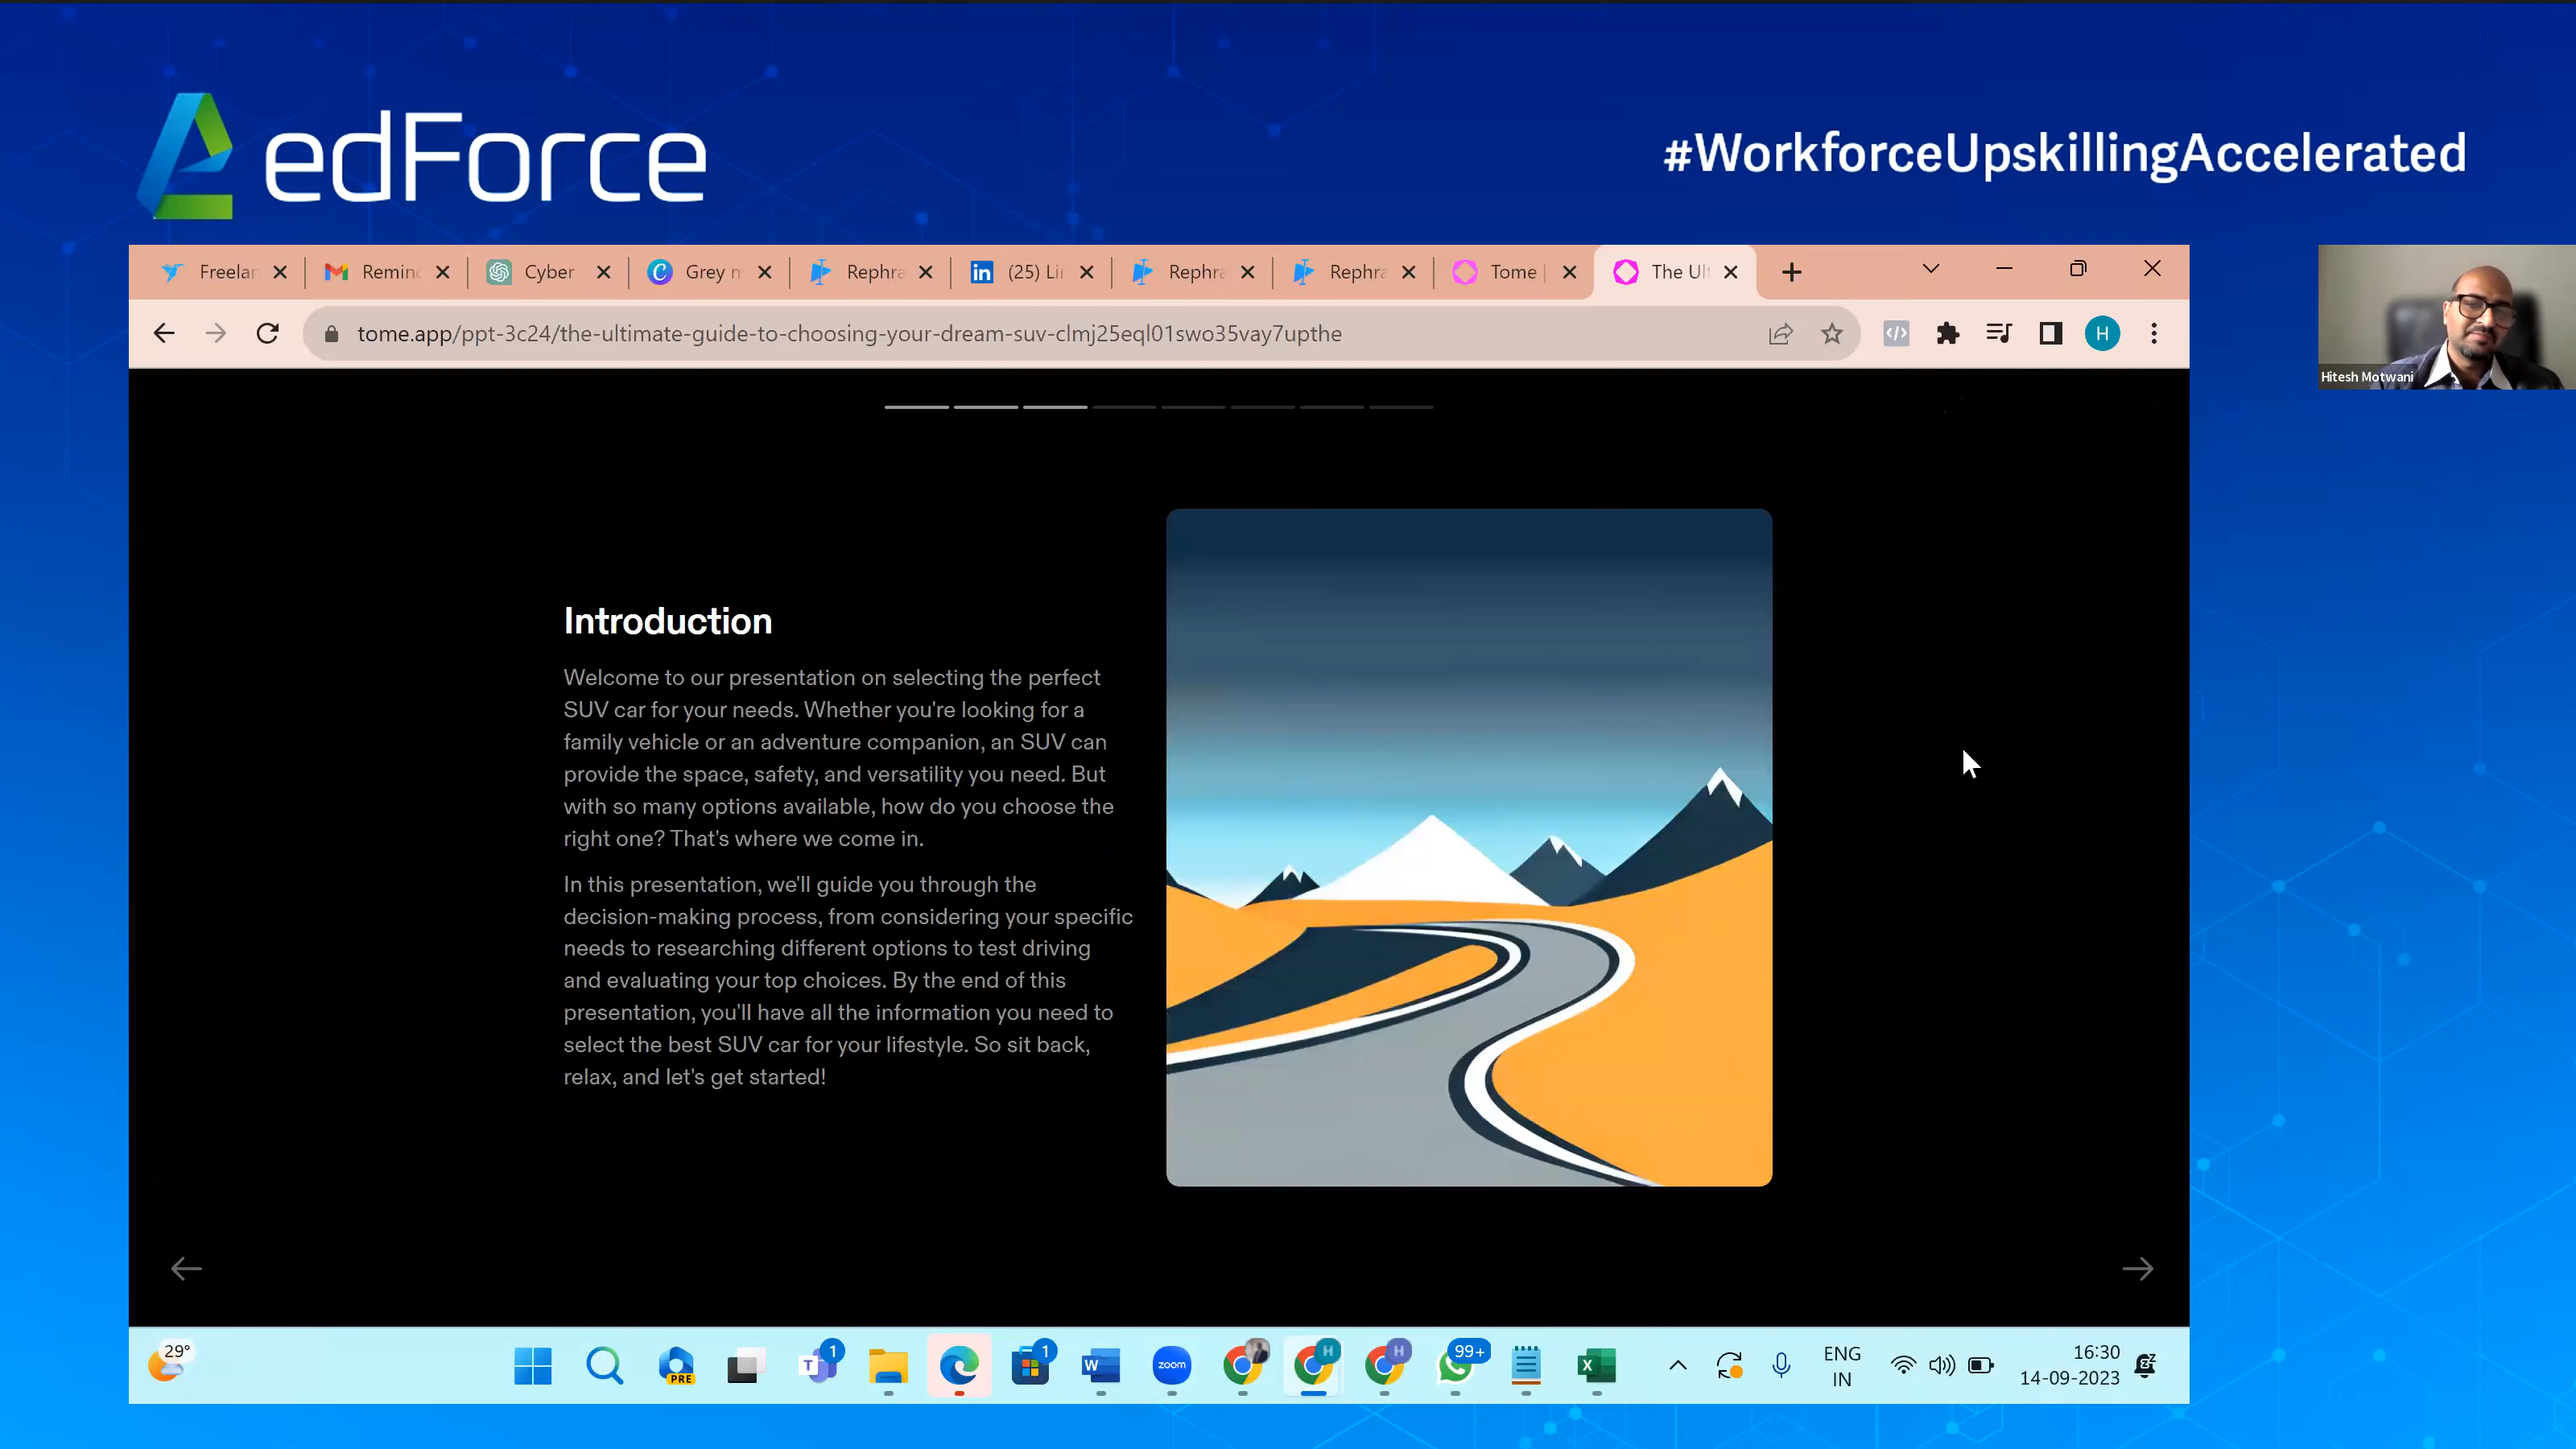 edForce
#WorkforceUpskillingAccelerated
Freelan
Remind
Cyber
Grey n
Rephra
(25) Lin
Rephra
Rephra
Tome |
The Ult
tome.app/ppt-3c24/the-ultimate-guide-to-choosing-your-dream-suv-clmj25eql01swo35vay7upthe
H
Hitesh Motwani
Introduction
Welcome to our presentation on selecting the perfect
SUV car for your needs. Whether you're looking for a
family vehicle or an adventure companion, an SUV can
provide the space, safety, and versatility you need. But
with so many options available, how do you choose the
right one? That's where we come in.
In this presentation, we'll guide you through the
decision-making process, from considering your specific
needs to researching different options to test driving
and evaluating your top choices. By the end of this
presentation, you'll have all the information you need to
select the best SUV car for your lifestyle. So sit back,
relax, and let's get started!
29°
PRE
1
1
zoom
H
H
99+
ENG
IN
16:30
14-09-2023